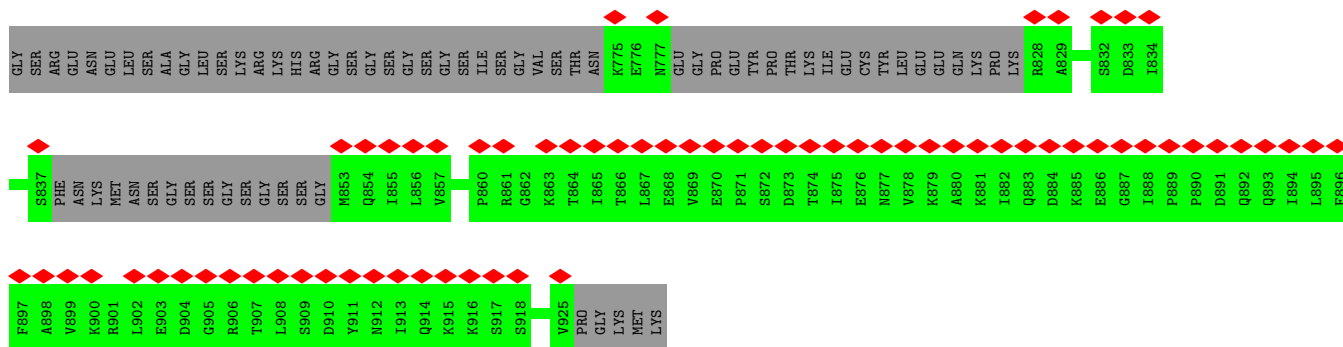 GLY SER ARG GLU ASN GLU LEU SER ALA GLY LEU SER LYS ARG LYS HIS ARG GLY SER GLY SER GLY SER GLY SER ILE SER GLY VAL SER THR ASN K775 E776 N777 GLU GLY PRO GLU TYR PRO THR LYS ILE GLU CYS TYR LEU GLU GLU GLN LYS PRO LYS R828 A829 S832 D833 I834
S837 PHE ASN LYS MET ASN SER GLY SER SER GLY SER GLY SER SER GLY M853 Q854 I855 L856 V857 P860 R861 G862 K863 T864 I865 T866 L867 E868 V869 E870 P871 S872 D873 T874 I875 E876 N877 V878 K879 A880 K881 I882 Q883 D884 K885 E886 G887 I888 P889 P890 D891 Q892 Q893 I894 L895 F896
F897 A898 V899 K900 R901 L902 E903 D904 G905 R906 T907 L908 S909 D910 Y911 N912 I913 Q914 K915 K916 S917 S918 V925 PRO GLY LYS MET LYS